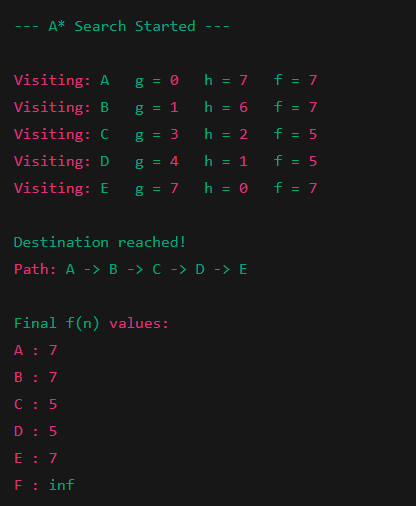 --- A* Search Started ---
Visiting: A g = 0 h = 7 f = 7
Visiting: B g = 1 h = 6 f = 7
Visiting: C g = 3 h = 2 f = 5
Visiting: D g = 4 h = 1 f = 5
Visiting: E g = 7 h = 0 f = 7
Destination reached!
Path: A -> B -> C -> D -> E
Final f(n) values:
A : 7
B : 7
C : 5
D : 5
E : 7
F : inf